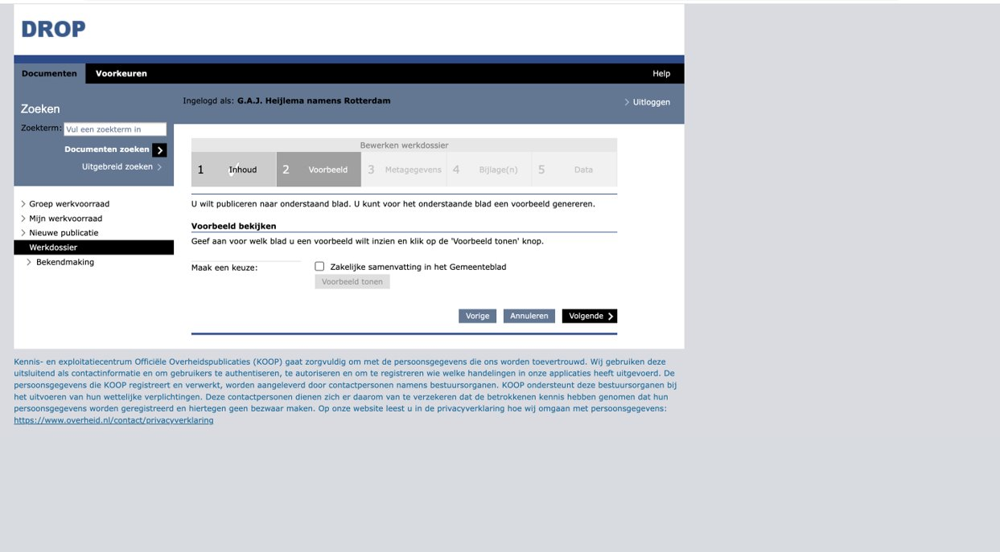 DROP
Documenten
Voorkeuren
Help
Zoeken
Zoekterm: Vul een zoekterm in
Documenten zoeken
Uitgebreid zoeken
Ingelogd als: G.A.J. Heijlema namens Rotterdam
Uitloggen
Groep werkvoorraad
Mijn werkvoorraad
Nieuwe publicatie
Werkdossier
Bekendmaking
Bewerken werkdossier
1 Inhoud 2 Voorbeeld 3 Metagegevens 4 Bijlage(n) 5 Data
U wilt publiceren naar onderstaand blad. U kunt voor het onderstaande blad een voorbeeld genereren.
Voorbeeld bekijken
Geef aan voor welk blad u een voorbeeld wilt inzien en klik op de 'Voorbeeld tonen' knop.
Maak een keuze: Zakelijke samenvatting in het Gemeenteblad
Voorbeeld tonen
Vorige Annuleren Volgende
Kennis- en exploitatiecentrum Officiële Overheidspublicaties (KOOP) gaat zorgvuldig om met de persoonsgegevens die ons worden toevertrouwd. Wij gebruiken deze
uitsluitend als contactinformatie en om gebruikers te authentiseren, te autoriseren en om te registreren wie welke handelingen in onze applicaties heeft uitgevoerd. De
persoonsgegevens die KOOP registreert en verwerkt, worden aangeleverd door contactpersonen namens bestuursorganen. KOOP ondersteunt deze bestuursorganen bij
het uitvoeren van hun wettelijke verplichtingen. Deze contactpersonen dienen zich er daarom van te verzekeren dat de betrokkenen kennis hebben genomen dat hun
persoonsgegevens worden geregistreerd en hiertegen geen bezwaar maken. Op onze website leest u in de privacyverklaring hoe wij omgaan met persoonsgegevens:
https://www.overheid.nl/contact/privacyverklaring